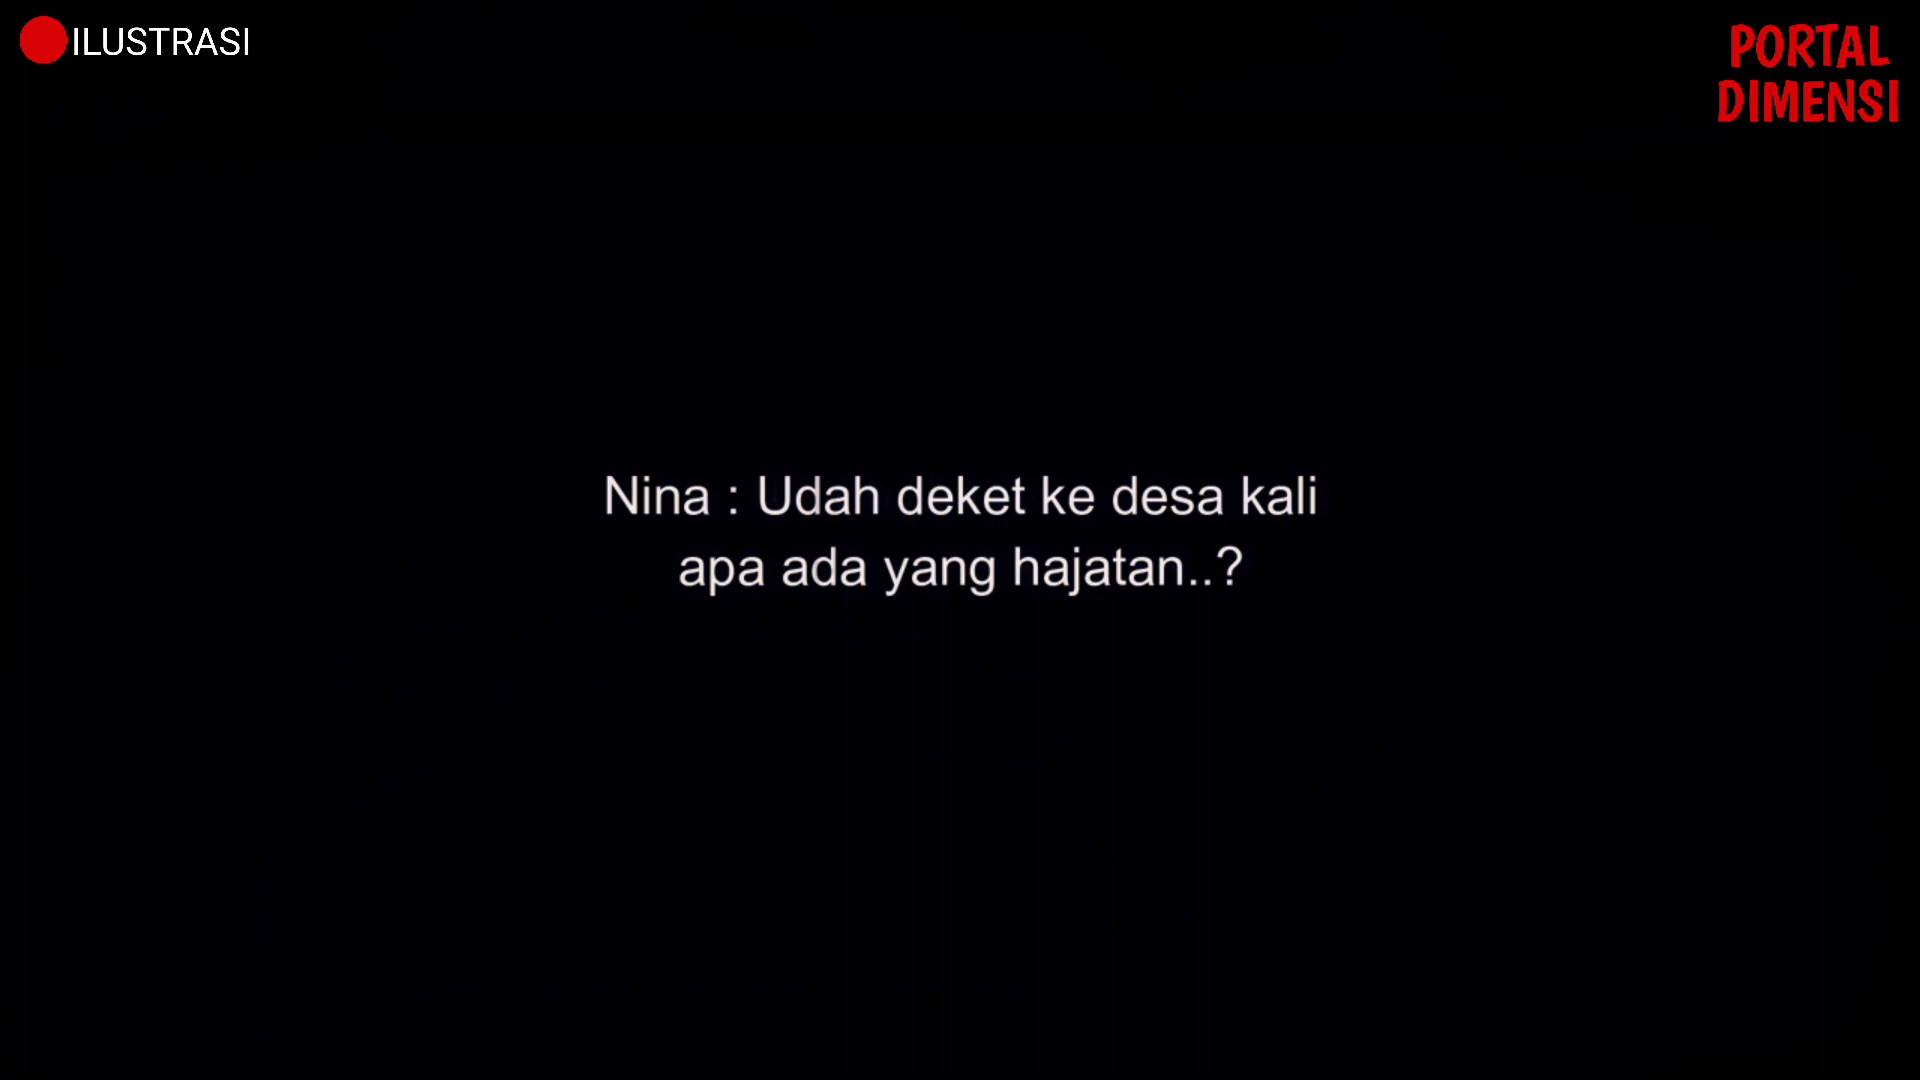 ILUSTRASI
PORTAL
DIMENSI
Nina : Udah deket ke desa kali
apa ada yang hajatan..?